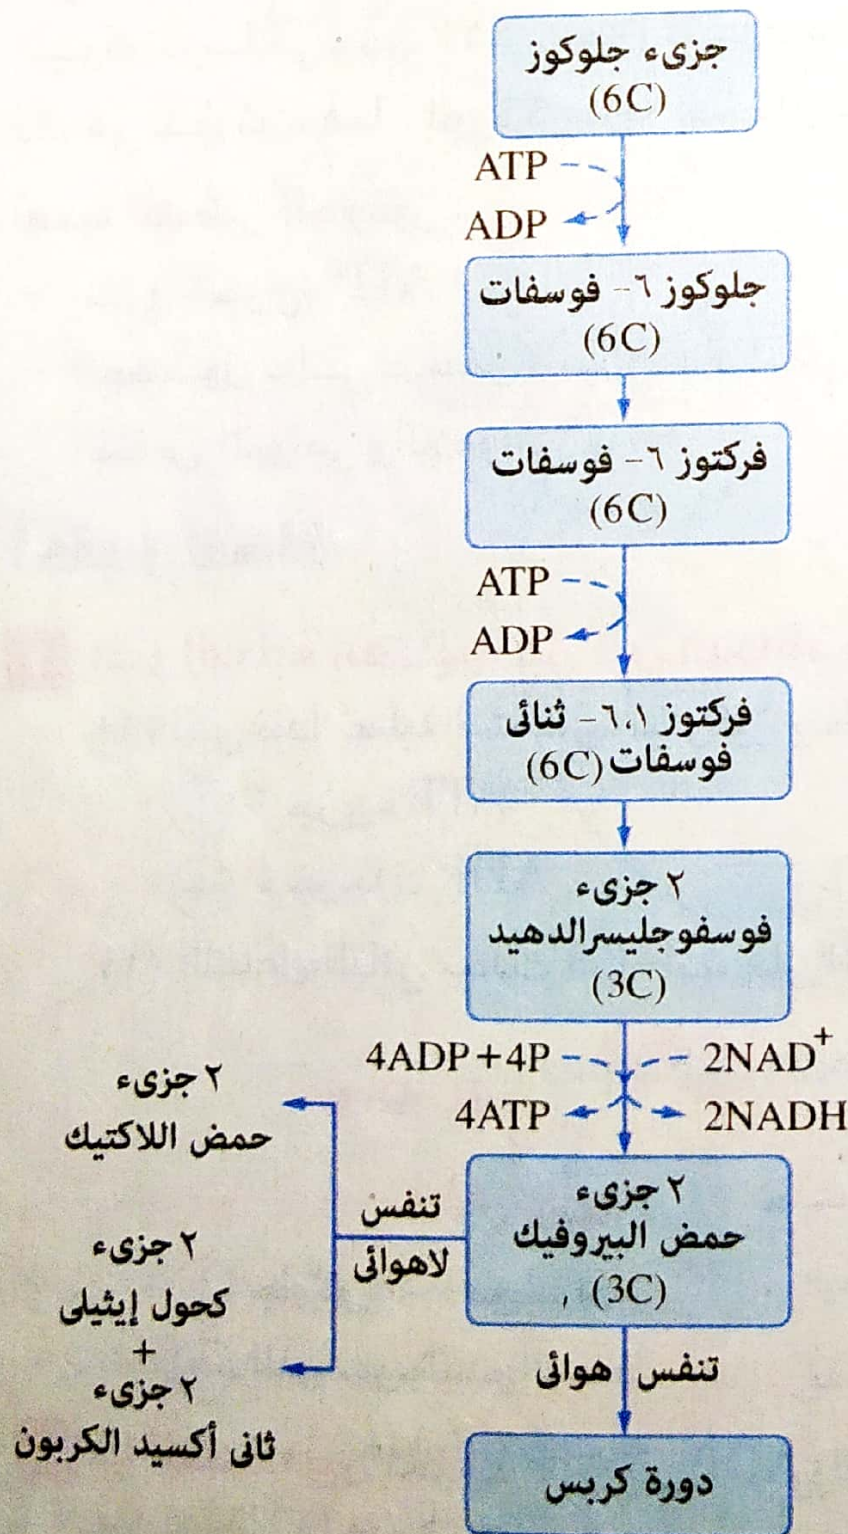 جزىء جلوكوز
(6C)
ATP
ADP
جلوكوز ٦- فوسفات
(6C)
فركتوز ٦- فوسفات
(6C)
ATP
ADP
فركتوز ٦،١- ثنائى
فوسفات (6C)
٢ جزىء
فوسفوجليسرالدهيد
(3C)
4ADP+4P 2NAD⁺
4ATP 2NADH
٢ جزىء
حمض البيروفيك
(3C)
تنفس
لاهوائى
٢ جزىء
حمض اللاكتيك
٢ جزىء
كحول إيثيلى
+
٢ جزىء
ثانى أكسيد الكربون
تنفس هوائى
دورة كربس